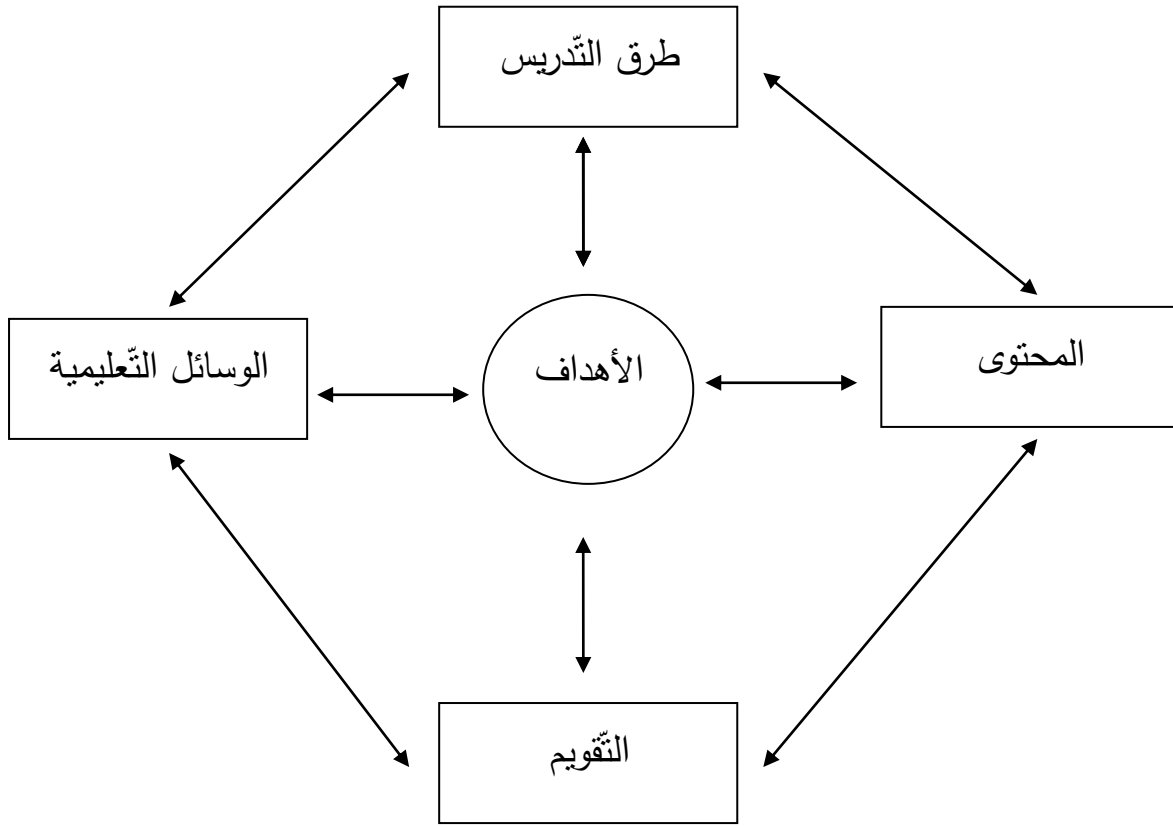 طرق التّدريس
المحتوى
الأهداف
الوسائل التّعليمية
التّقويم